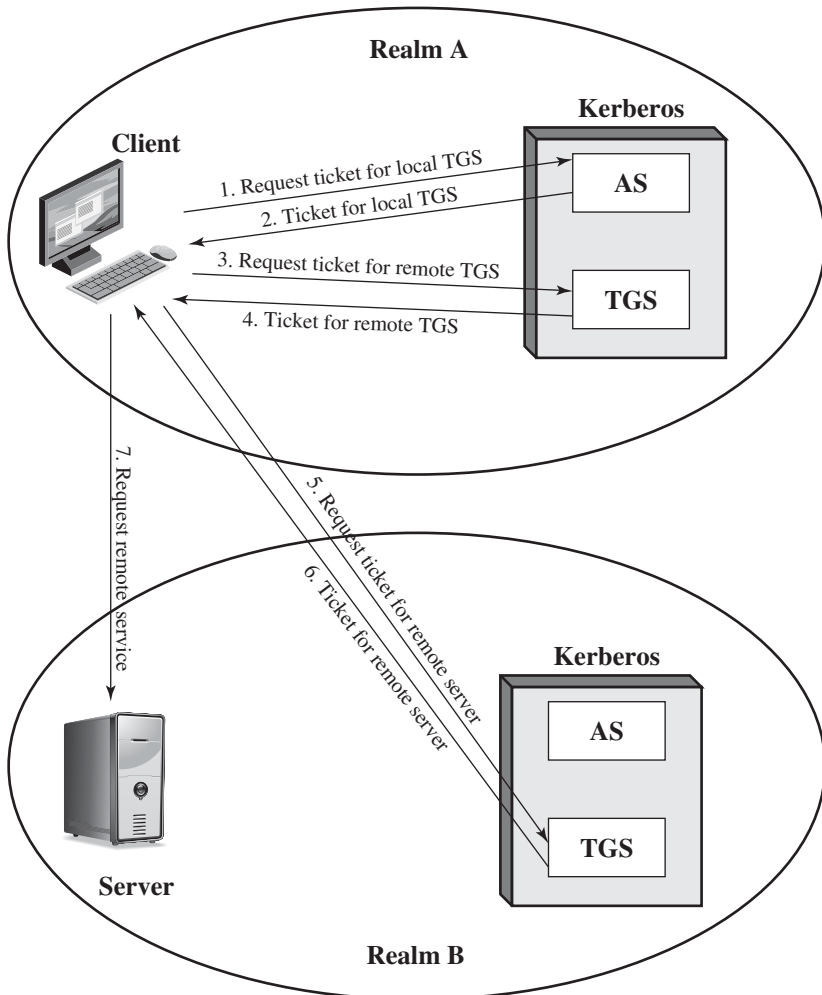 Realm A
Kerberos
Client
AS
1. Request ticket for local TGS
2. Ticket for local TGS
3. Request ticket for remote TGS
TGS
4. Ticket for remote TGS
7. Request remote service
5. Request ticket for remote server
6. Ticket for remote server
Kerberos
AS
TGS
Server
Realm B